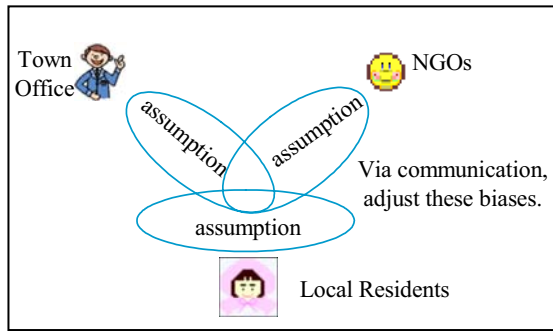 Town
Office
NGOs
assumption
assumption
Via communication,
adjust these biases.
assumption
Local Residents